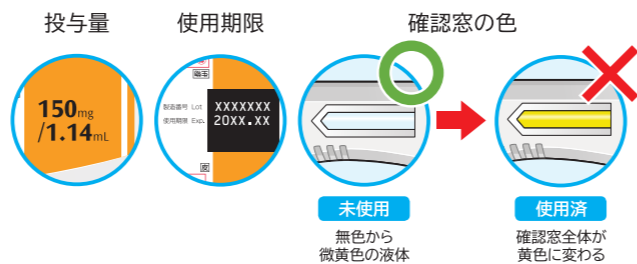 投与量
使用期限
確認窓の色
150mg
/1.14mL
製造番号 Lot XXXXXXX
使用期限 Exp. 20XX.XX
未使用
使用済
無色から
微黄色の液体
確認窓全体が
黄色に変わる